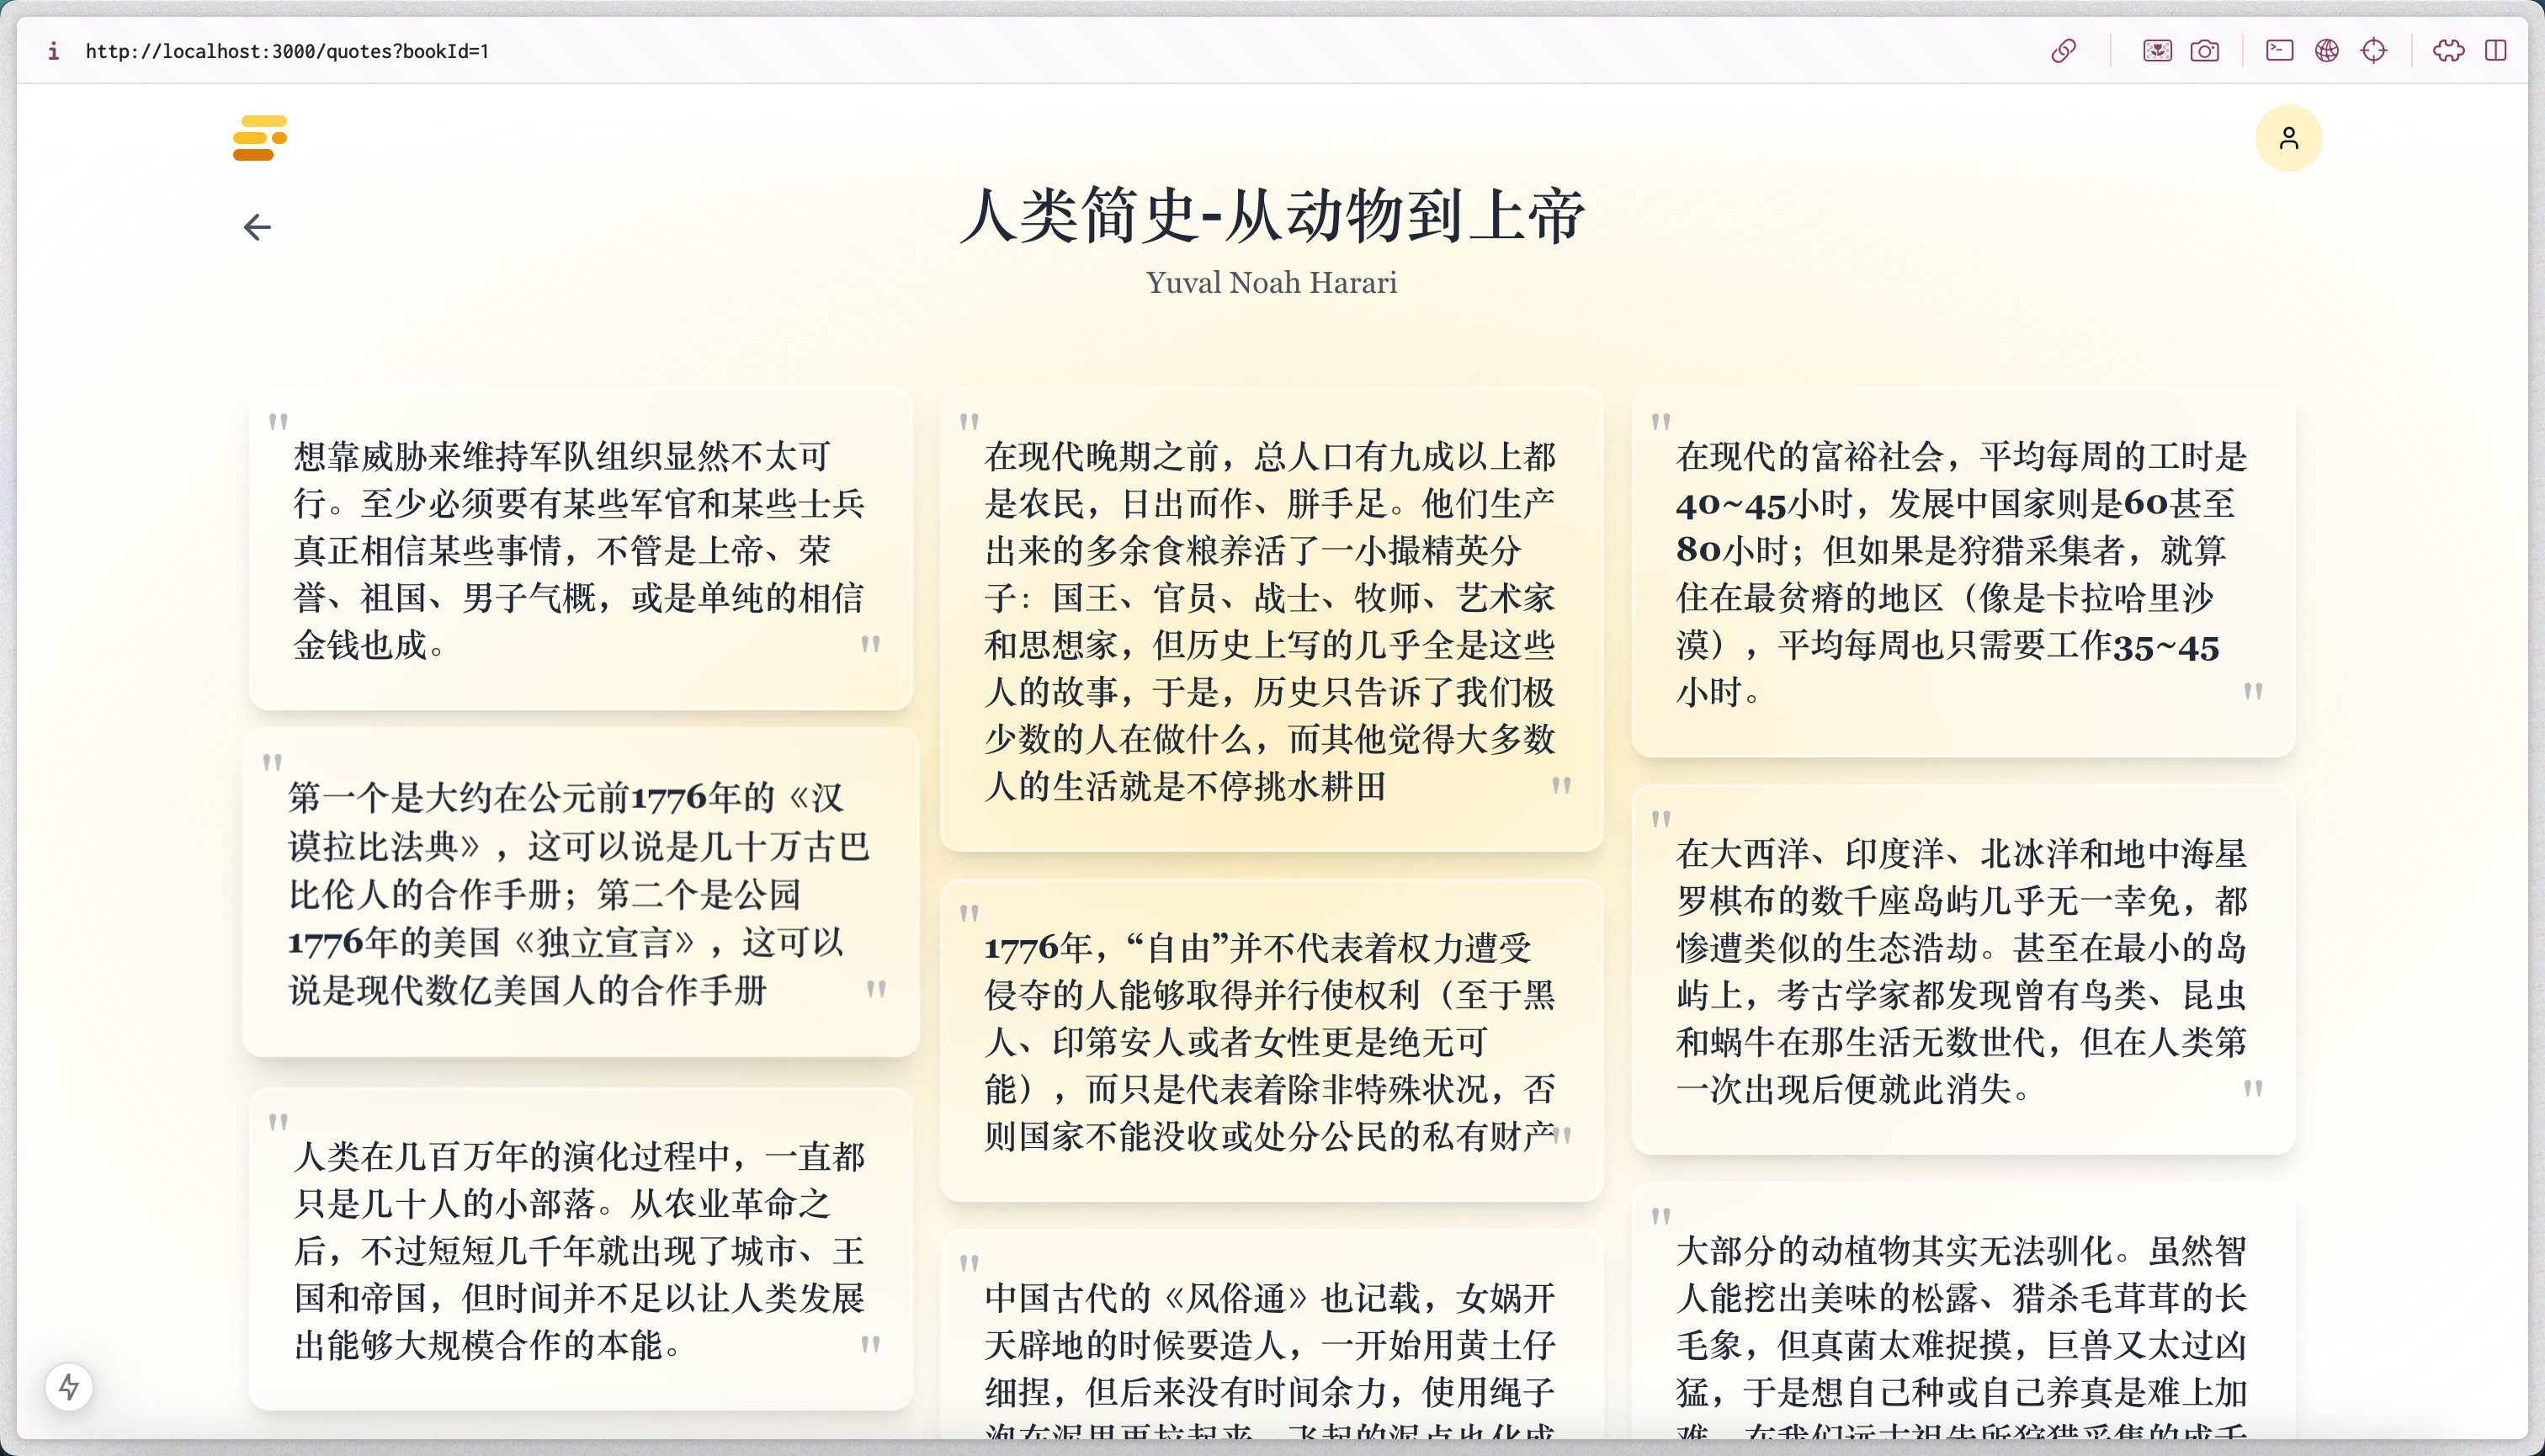 i http://localhost:3000/quotes?bookId=1
人类简史-从动物到上帝
Yuval Noah Harari
"
想靠威胁来维持军队组织显然不太可
行。至少必须要有某些军官和某些士兵
真正相信某些事情，不管是上帝、荣
誉、祖国、男子气概，或是单纯的相信
金钱也成。
"
"
第一个是大约在公元前1776年的《汉
谟拉比法典》，这可以说是几十万古巴
比伦人的合作手册；第二个是公园
1776年的美国《独立宣言》，这可以
说是现代数亿美国人的合作手册
"
"
人类在几百万年的演化过程中，一直都
只是几十人的小部落。从农业革命之
后，不过短短几千年就出现了城市、王
国和帝国，但时间并不足以让人类发展
出能够大规模合作的本能。
"
"
在现代晚期之前，总人口有九成以上都
是农民，日出而作、胼手足。他们生产
出来的多余食粮养活了一小撮精英分
子：国王、官员、战士、牧师、艺术家
和思想家，但历史上写的几乎全是这些
人的故事，于是，历史只告诉了我们极
少数的人在做什么，而其他觉得大多数
人的生活就是不停挑水耕田
"
"
1776年，“自由”并不代表着权力遭受
侵夺的人能够取得并行使权利（至于黑
人、印第安人或者女性更是绝无可
能），而只是代表着除非特殊状况，否
则国家不能没收或处分公民的私有财产
"
"
中国古代的《风俗通》也记载，女娲开
天辟地的时候要造人，一开始用黄土仔
细捏，但后来没有时间余力，使用绳子
泡在泥里再拉起来，飞起的泥点也化成
"
在现代的富裕社会，平均每周的工时是
40~45小时，发展中国家则是60甚至
80小时；但如果是狩猎采集者，就算
住在最贫瘠的地区（像是卡拉哈里沙
漠），平均每周也只需要工作35~45
小时。
"
"
在大西洋、印度洋、北冰洋和地中海星
罗棋布的数千座岛屿几乎无一幸免，都
惨遭类似的生态浩劫。甚至在最小的岛
屿上，考古学家都发现曾有鸟类、昆虫
和蜗牛在那生活无数世代，但在人类第
一次出现后便就此消失。
"
"
大部分的动植物其实无法驯化。虽然智
人能挖出美味的松露、猎杀毛茸茸的长
毛象，但真菌太难捉摸，巨兽又太过凶
猛，于是想自己种或自己养真是难上加
难。在我们远古祖先所狩猎采集的成千